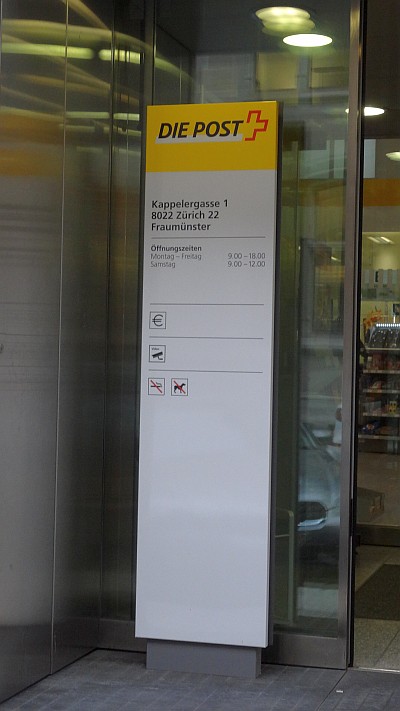 DIE POST
Kappelergasse 1
8022 Zürich 22
Fraumünster
Öffnungszeiten
Montag – Freitag 9.00 – 18.00
Samstag 9.00 – 12.00
€